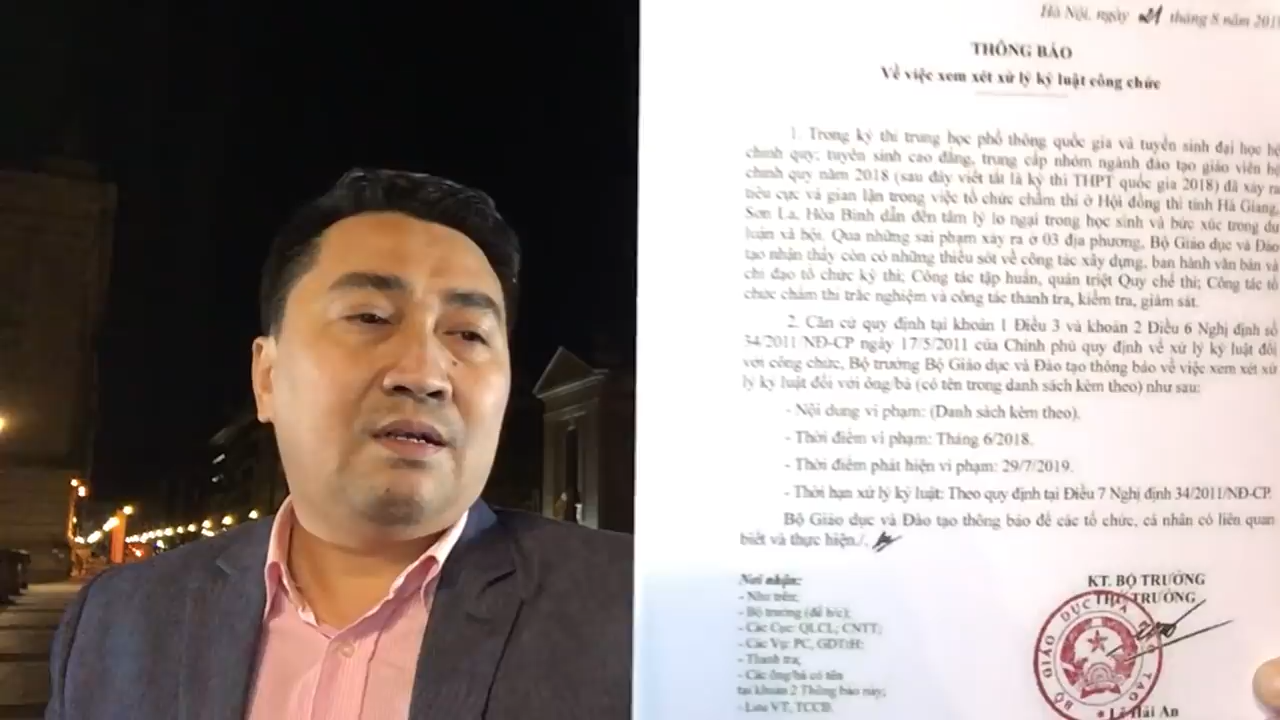 Hà Nội, ngày 21 tháng 8 năm 201
THÔNG BÁO
Về việc xem xét xử lý kỷ luật công chức
1. Trong kỳ thi trung học phổ thông quốc gia và tuyển sinh đại học hệ
chính quy; tuyển sinh cao đẳng, trung cấp nhóm ngành đào tạo giáo viên hệ
chính quy năm 2018 (sau đây viết tắt là kỳ thi THPT quốc gia 2018) đã xảy ra
tiêu cực và gian lận trong việc tổ chức chấm thi ở Hội đồng thi tỉnh Hà Giang,
Sơn La, Hòa Bình dẫn đến tâm lý lo ngại trong học sinh và bức xúc trong dư
luận xã hội. Qua những sai phạm xảy ra ở 03 địa phương, Bộ Giáo dục và Đào
tạo nhận thấy còn có những thiếu sót về công tác xây dựng, ban hành văn bản và
chỉ đạo tổ chức kỳ thi; Công tác tập huấn, quán triệt Quy chế thi; Công tác tổ
chức chấm thi trắc nghiệm và công tác thanh tra, kiểm tra, giám sát.
2. Căn cứ quy định tại khoản 1 Điều 3 và khoản 2 Điều 6 Nghị định số
34/2011/NĐ-CP ngày 17/5/2011 của Chính phủ quy định về xử lý kỷ luật đối
với công chức, Bộ trưởng Bộ Giáo dục và Đào tạo thông báo về việc xem xét xử
lý kỷ luật đối với ông/bà (có tên trong danh sách kèm theo) như sau:
- Nội dung vi phạm: (Danh sách kèm theo).
- Thời điểm vi phạm: Tháng 6/2018.
- Thời điểm phát hiện vi phạm: 29/7/2019.
- Thời hạn xử lý kỷ luật: Theo quy định tại Điều 7 Nghị định 34/2011/NĐ-CP.
Bộ Giáo dục và Đào tạo thông báo để các tổ chức, cá nhân có liên quan
biết và thực hiện./.
Nơi nhận:
- Như trên;
- Bộ trưởng (để b/c);
- Các Cục: QLCL; CNTT;
- Các Vụ: PC, GDTrH;
- Thanh tra;
- Các ông/bà có tên
tại khoản 2 Thông báo này;
- Lưu VT, TCCB.
KT. BỘ TRƯỞNG
THỨ TRƯỞNG
BỘ GIÁO DỤC VÀ ĐÀO TẠO
Lê Hải An